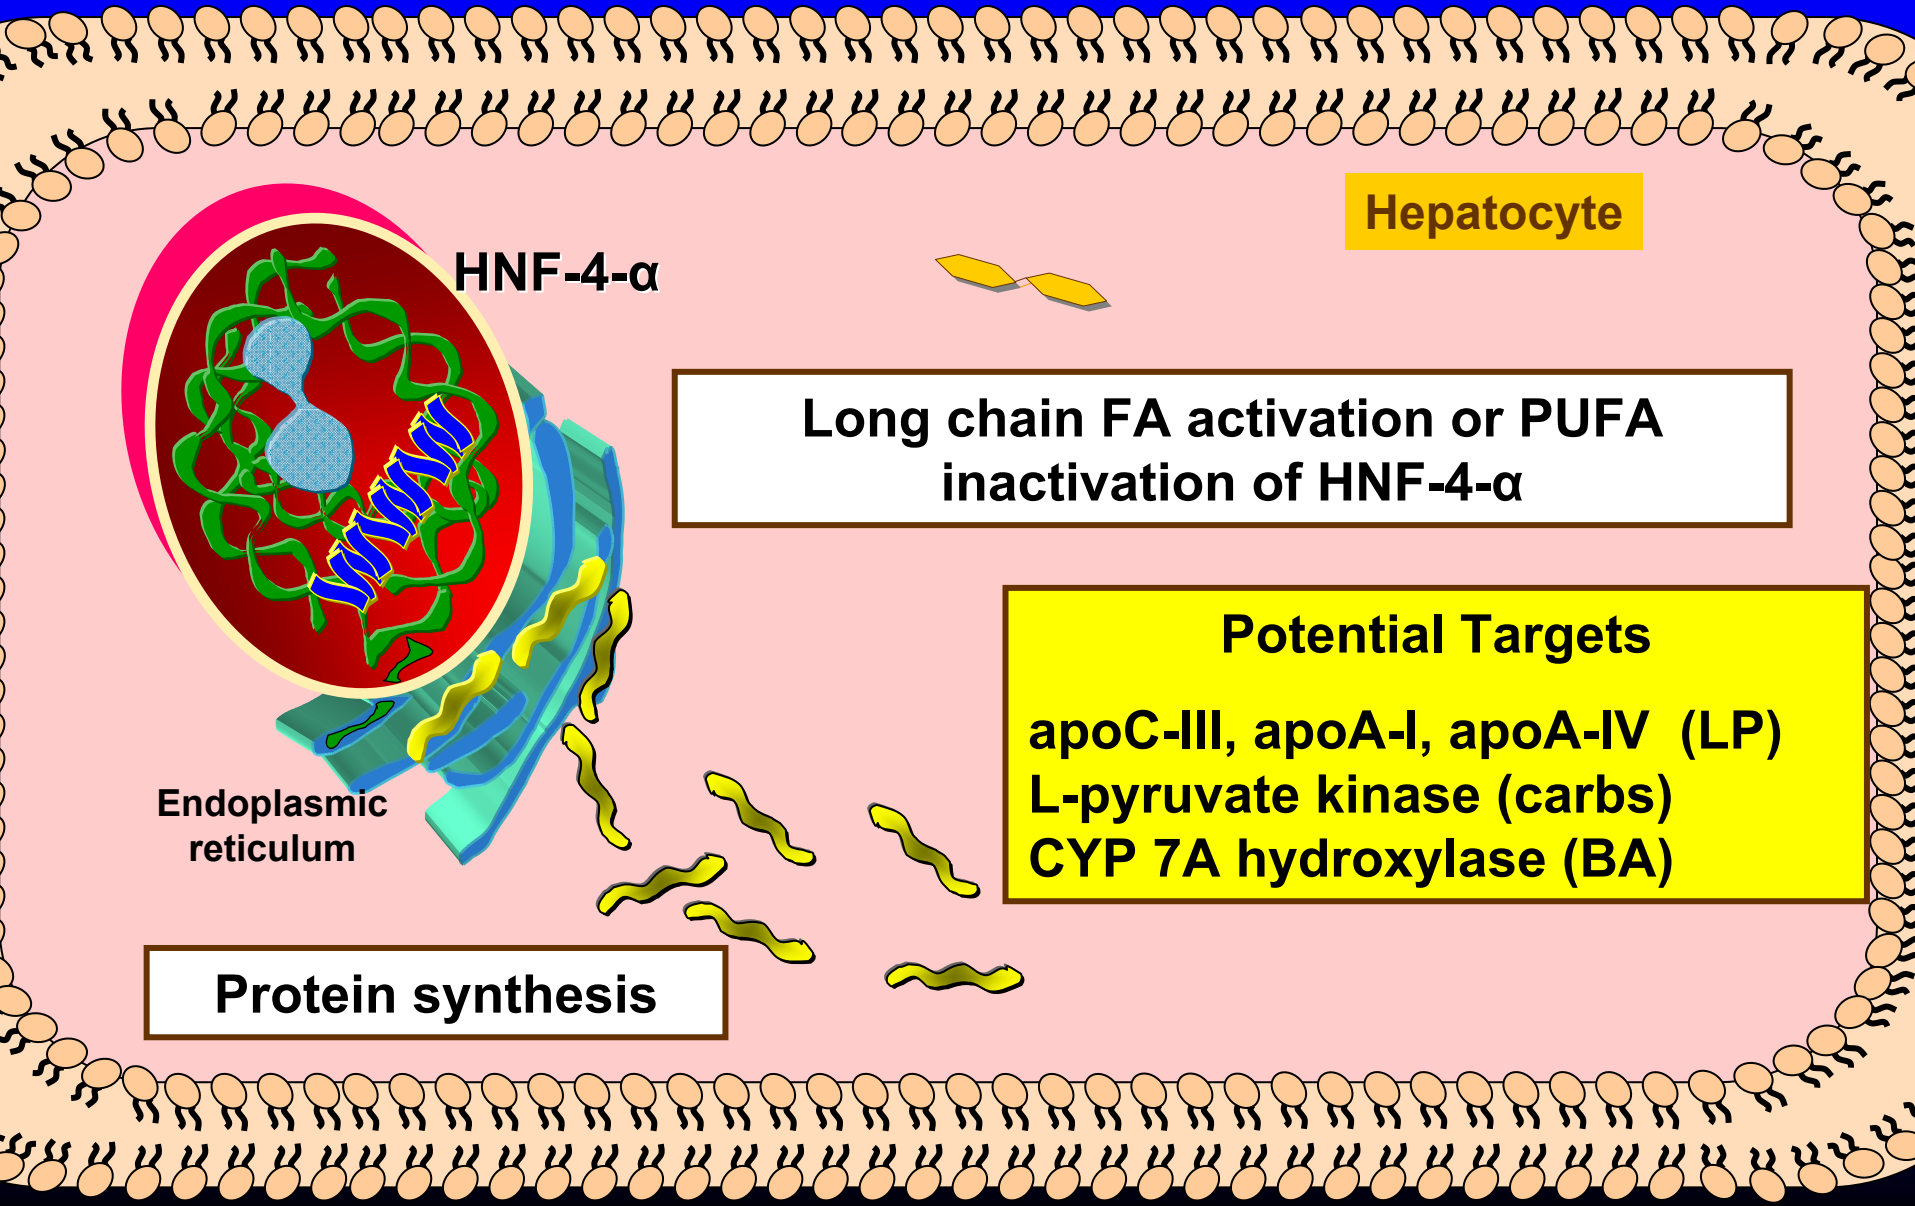 Hepatocyte
HNF-4-α
Long chain FA activation or PUFA
inactivation of HNF-4-α
Potential Targets
apoC-III, apoA-I, apoA-IV (LP)
L-pyruvate kinase (carbs)
CYP 7A hydroxylase (BA)
Endoplasmic
reticulum
Protein synthesis